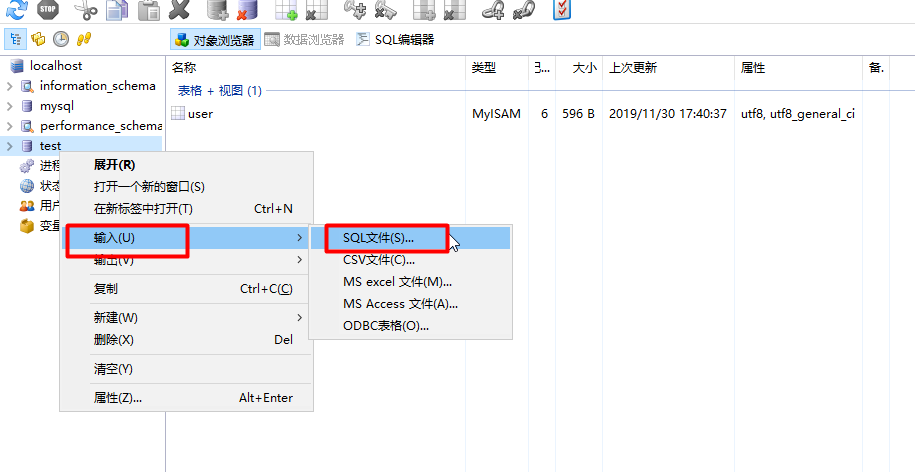 STOP
对象浏览器 数据浏览器 SQL编辑器
localhost
information_schema
mysql
performance_schema
test
进程
状态
用户
变量
名称 类型 大小 上次更新 属性 备.
表格 + 视图 (1)
user MyISAM 6 596 B 2019/11/30 17:40:37 utf8, utf8_general_ci
展开(R)
打开一个新的窗口(S)
在新标签中打开(T) Ctrl+N
输入(U)
输出(V)
复制 Ctrl+C(C)
新建(W)
删除(X) Del
清空(Y)
属性(Z)... Alt+Enter
SQL文件(S)...
CSV文件(C)...
MS excel 文件(M)...
MS Access 文件(A)...
ODBC表格(O)...